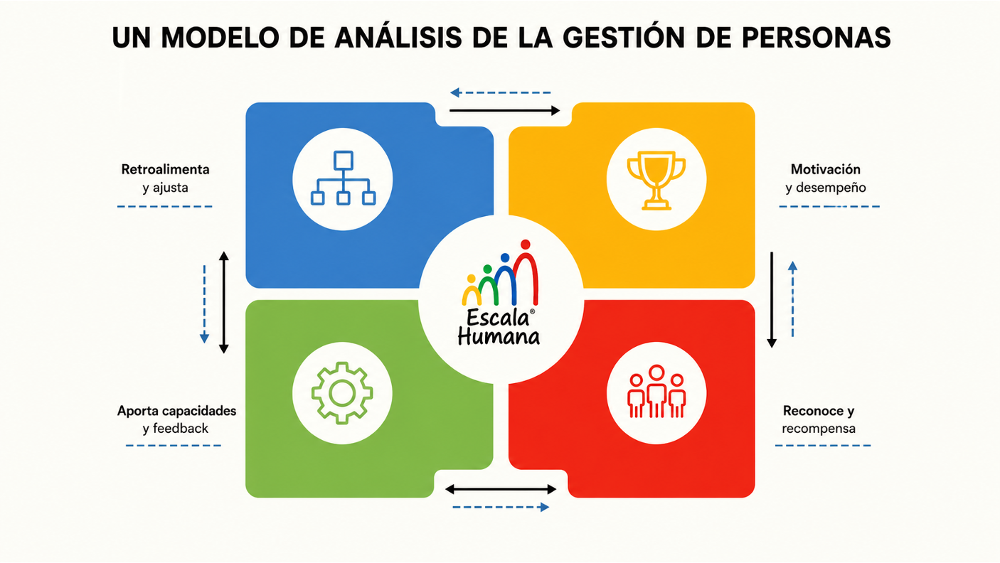 UN MODELO DE ANÁLISIS DE LA GESTIÓN DE PERSONAS
Retroalimenta
y ajusta
Motivación
y desempeño
Escala®
Humana
Aporta capacidades
y feedback
Reconoce y
recompensa